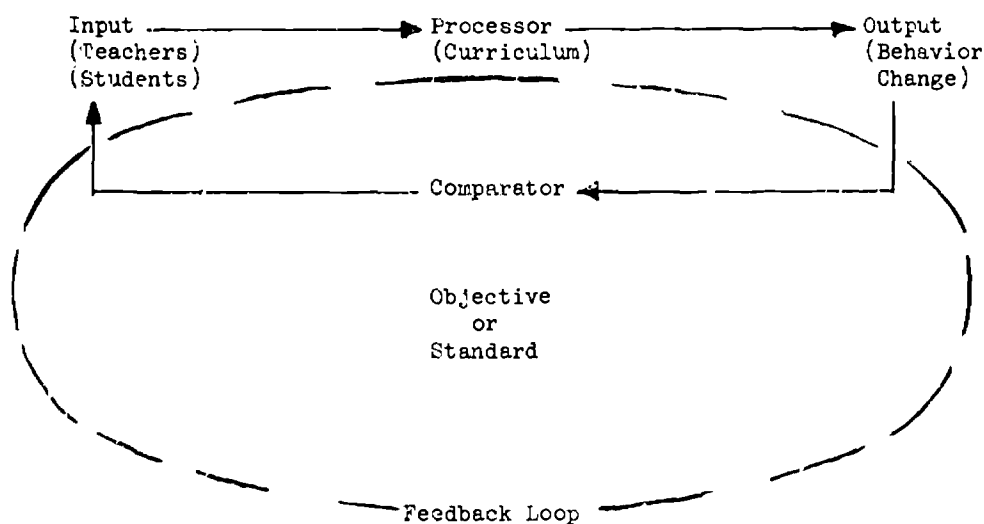 Input Processor Output
(Teachers) (Curriculum) (Behavior
(Students) Change)
Comparator
Objective
or
Standard
Feedback Loop